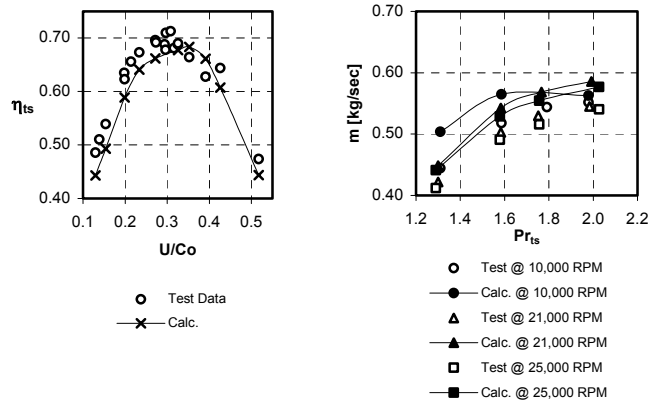 0.70
0.60
0.50
0.40
ηts
0.1 0.2 0.3 0.4 0.5 0.6
U/Co
Test Data
Calc.
0.70
0.60
0.50
0.40
m [kg/sec]
1.2 1.4 1.6 1.8 2.0 2.2
Prts
Test @ 10,000 RPM
Calc. @ 10,000 RPM
Test @ 21,000 RPM
Calc. @ 21,000 RPM
Test @ 25,000 RPM
Calc. @ 25,000 RPM